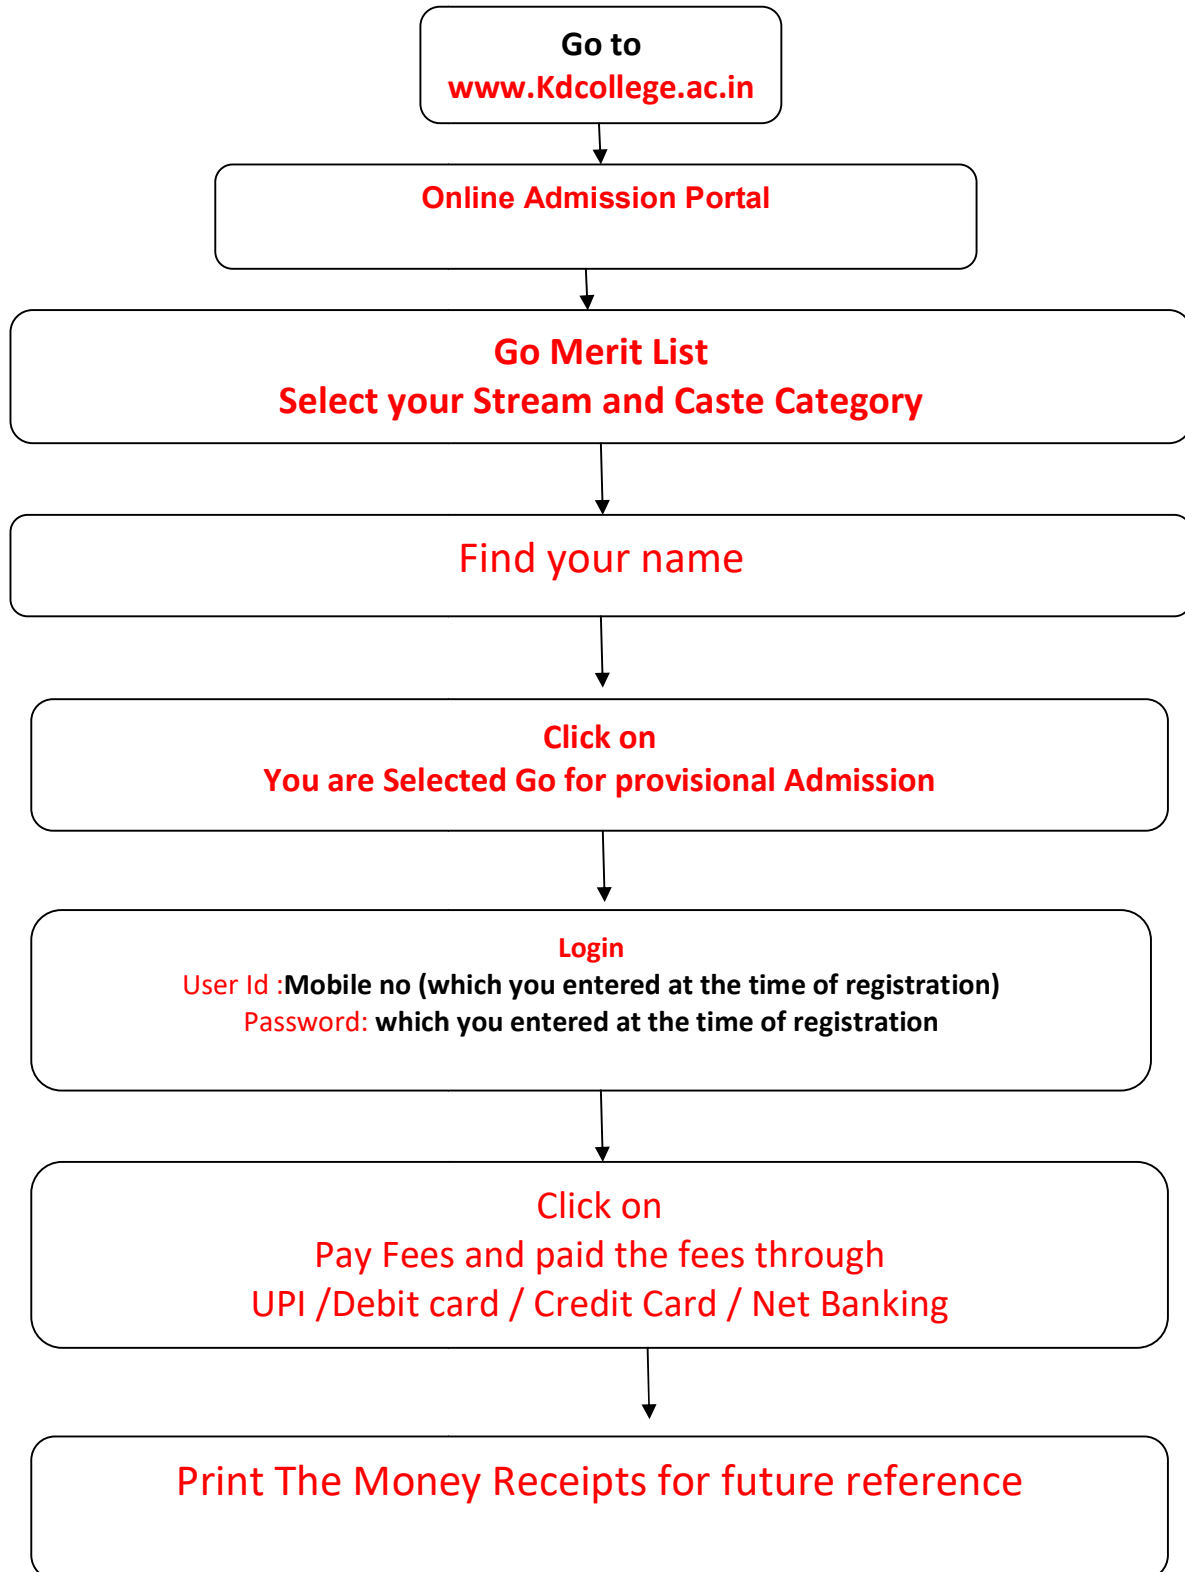 Go to
www.Kdcollege.ac.in
Online Admission Portal
Go Merit List
Select your Stream and Caste Category
Find your name
Click on
You are Selected Go for provisional Admission
Login
User Id :Mobile no (which you entered at the time of registration)
Password: which you entered at the time of registration
Click on
Pay Fees and paid the fees through
UPI /Debit card / Credit Card / Net Banking
Print The Money Receipts for future reference